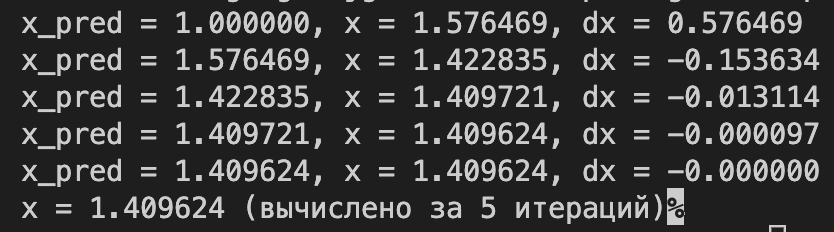 x_pred = 1.000000, x = 1.576469, dx = 0.576469
x_pred = 1.576469, x = 1.422835, dx = -0.153634
x_pred = 1.422835, x = 1.409721, dx = -0.013114
x_pred = 1.409721, x = 1.409624, dx = -0.000097
x_pred = 1.409624, x = 1.409624, dx = -0.000000
x = 1.409624 (вычислено за 5 итераций)%